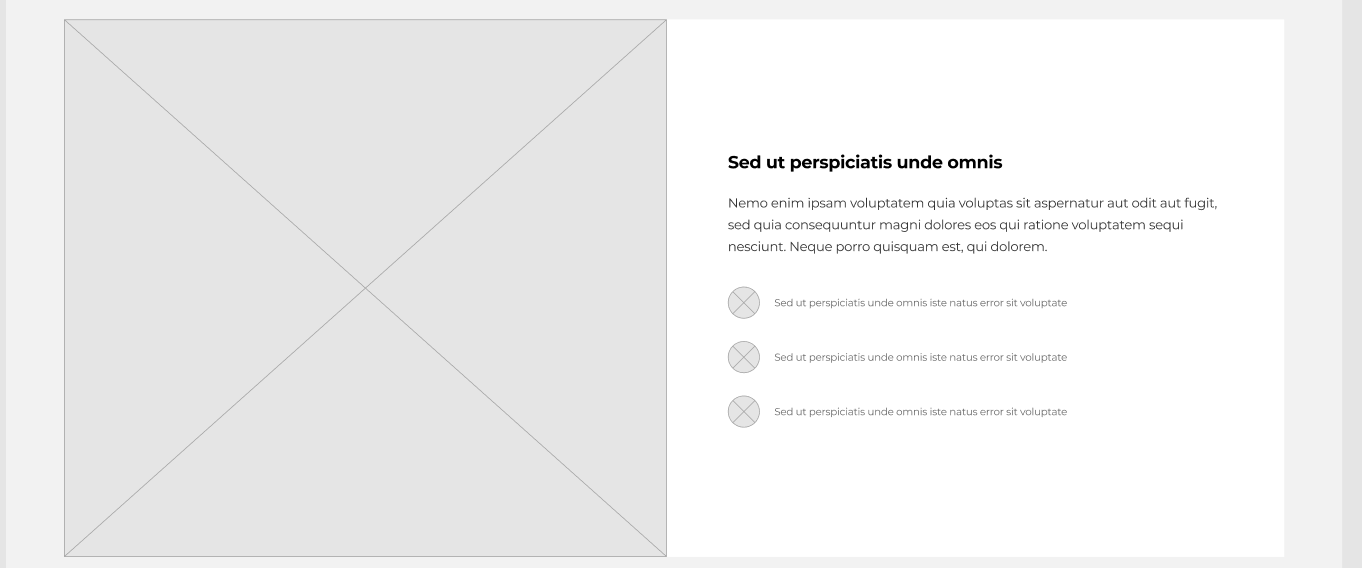 Sed ut perspiciatis unde omnis
Nemo enim ipsam voluptatem quia voluptas sit aspernatur aut odit aut fugit,
sed quia consequuntur magni dolores eos qui ratione voluptatem sequi
nesciunt. Neque porro quisquam est, qui dolorem.
Sed ut perspiciatis unde omnis iste natus error sit voluptate
Sed ut perspiciatis unde omnis iste natus error sit voluptate
Sed ut perspiciatis unde omnis iste natus error sit voluptate